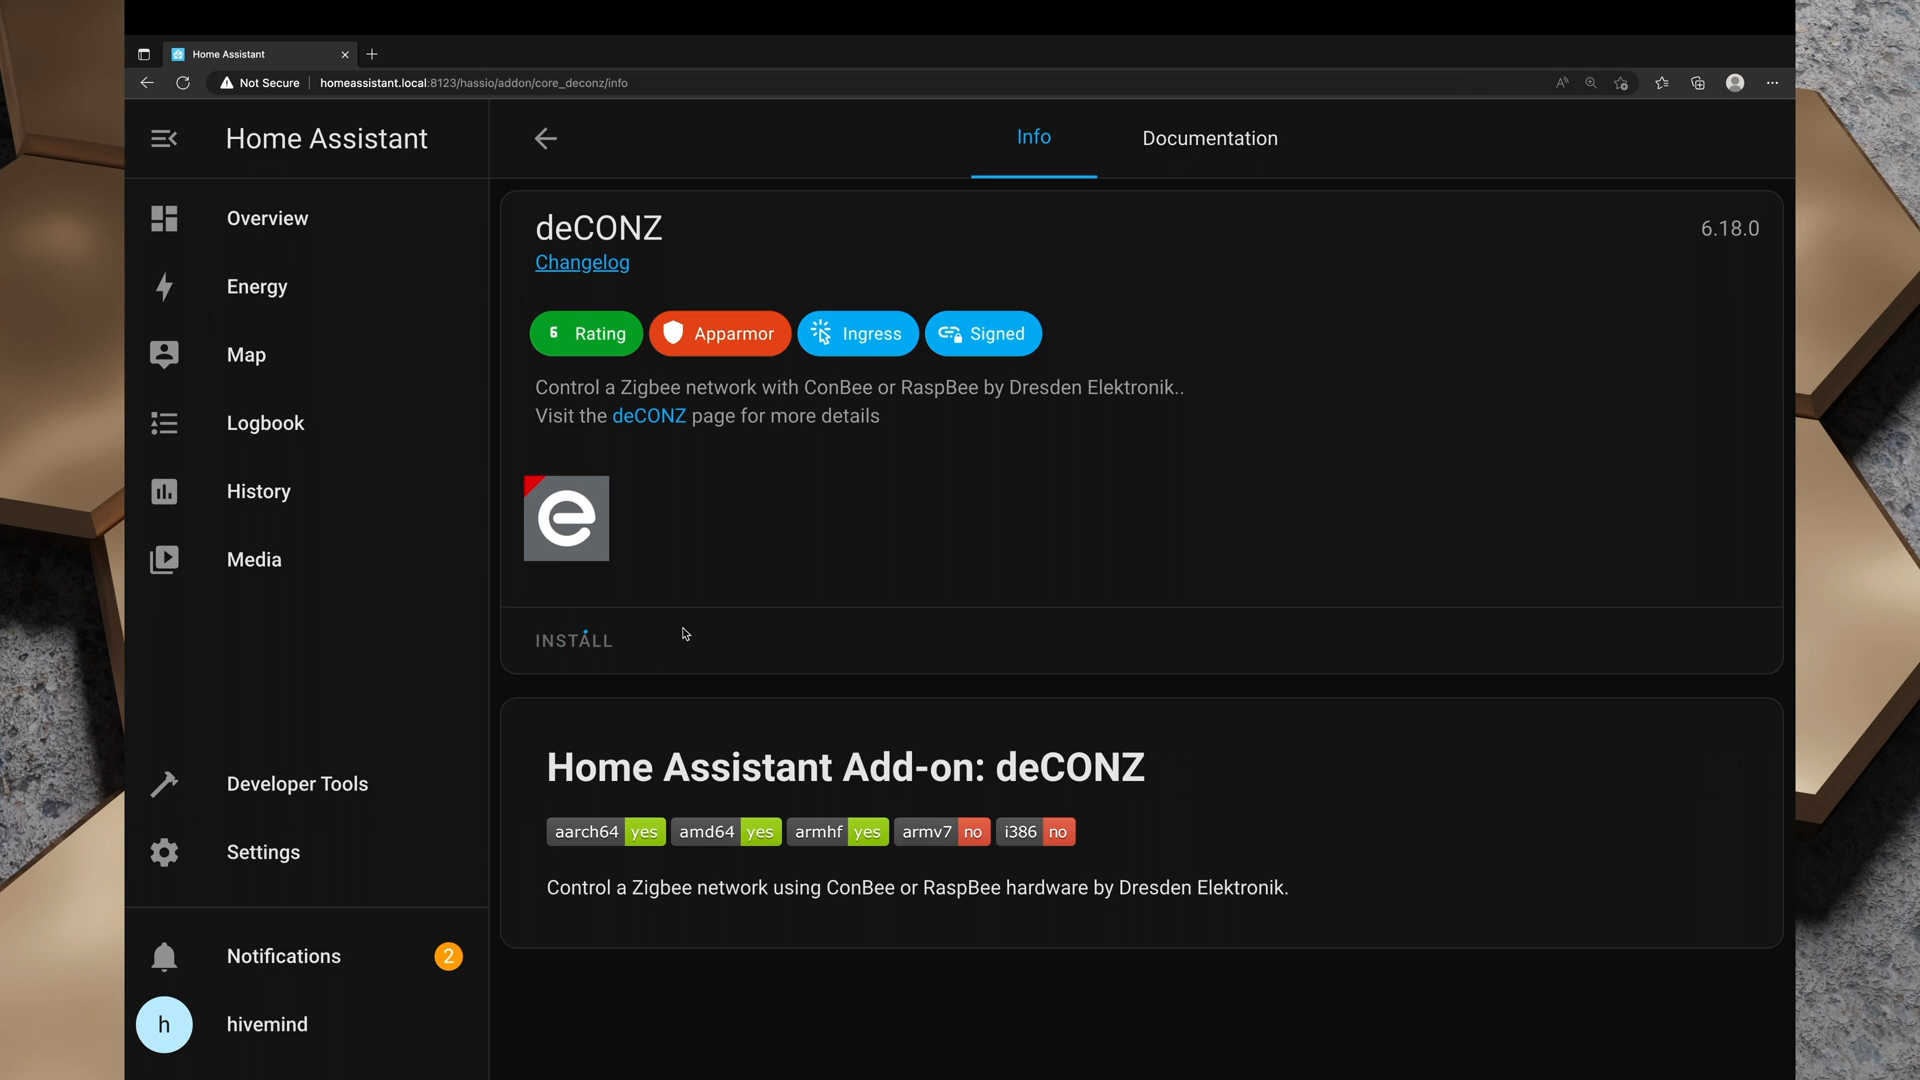 Home Assistant
Not Secure
homeassistant.local:8123/hassio/addon/core_deconz/info
Home Assistant
Info
Documentation
Overview
Energy
Map
Logbook
History
Media
Developer Tools
Settings
Notifications
2
h
hivemind
deCONZ
6.18.0
Changelog
6 Rating
Apparmor
Ingress
Signed
Control a Zigbee network with ConBee or RaspBee by Dresden Elektronik..
Visit the deCONZ page for more details
e
INSTALL
Home Assistant Add-on: deCONZ
aarch64 yes amd64 yes armhf yes armv7 no i386 no
Control a Zigbee network using ConBee or RaspBee hardware by Dresden Elektronik.